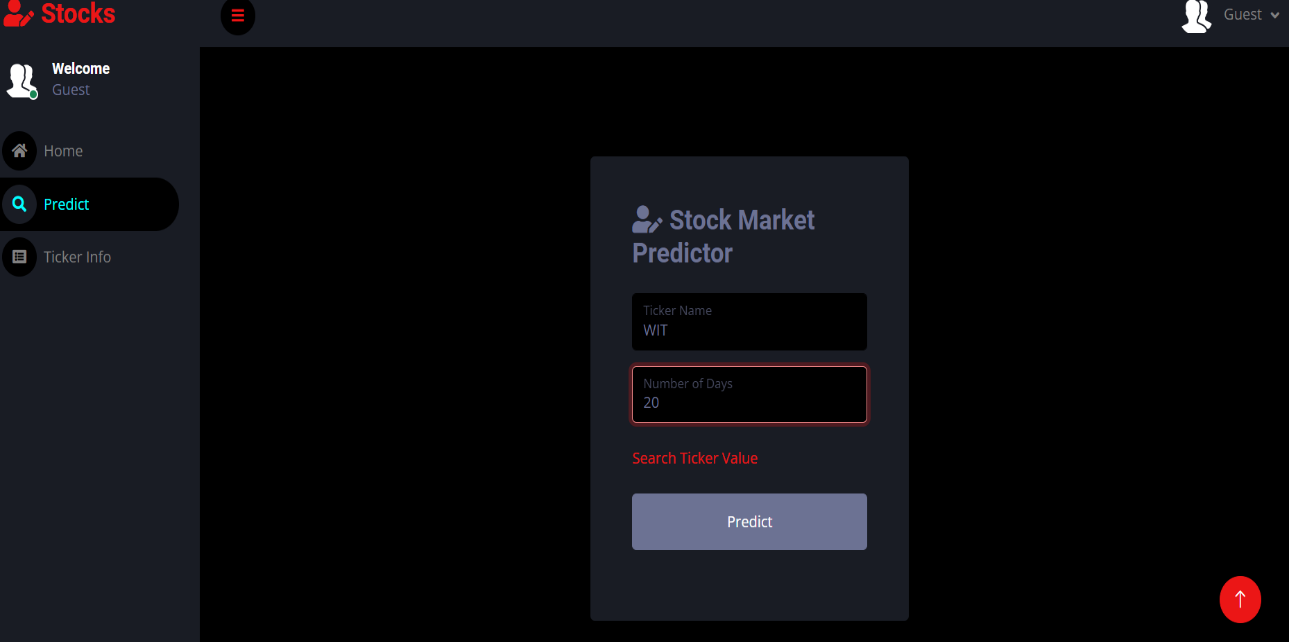 Stocks
Guest
Welcome
Guest
Home
Predict
Ticker Info
Stock Market
Predictor
Ticker Name
WIT
Number of Days
20
Search Ticker Value
Predict